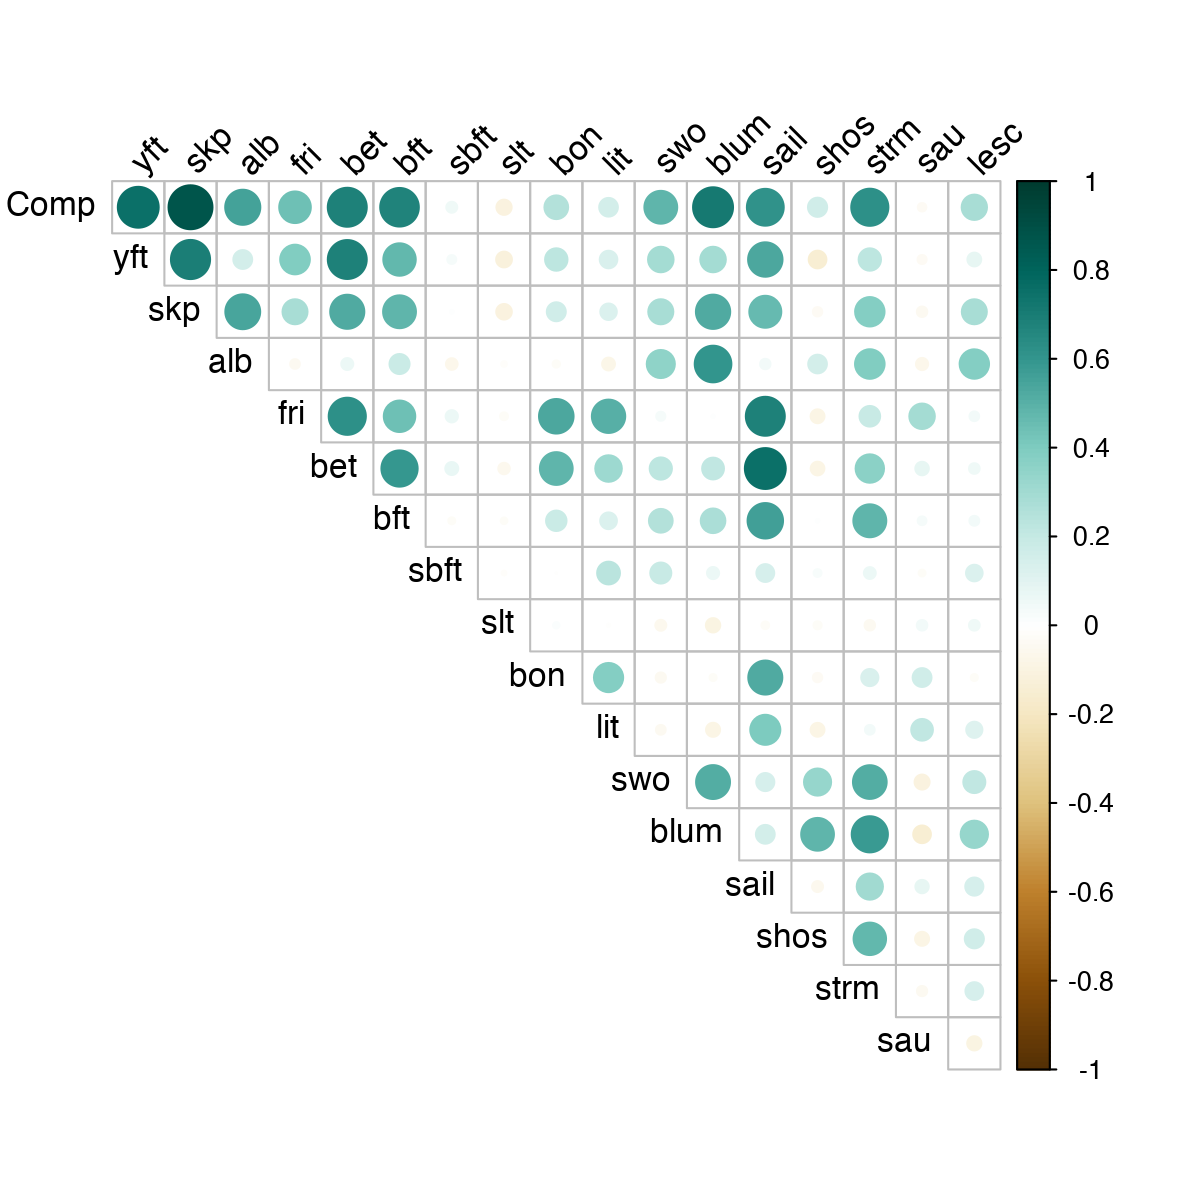 yft
skp
alb
fri
bet
bft
sbft
slt
bon
lit
swo
blum
sail
shos
strm
sau
lesc
Comp
yft
skp
alb
fri
bet
bft
sbft
slt
bon
lit
swo
blum
sail
shos
strm
sau
1
0.8
0.6
0.4
0.2
0
-0.2
-0.4
-0.6
-0.8
-1